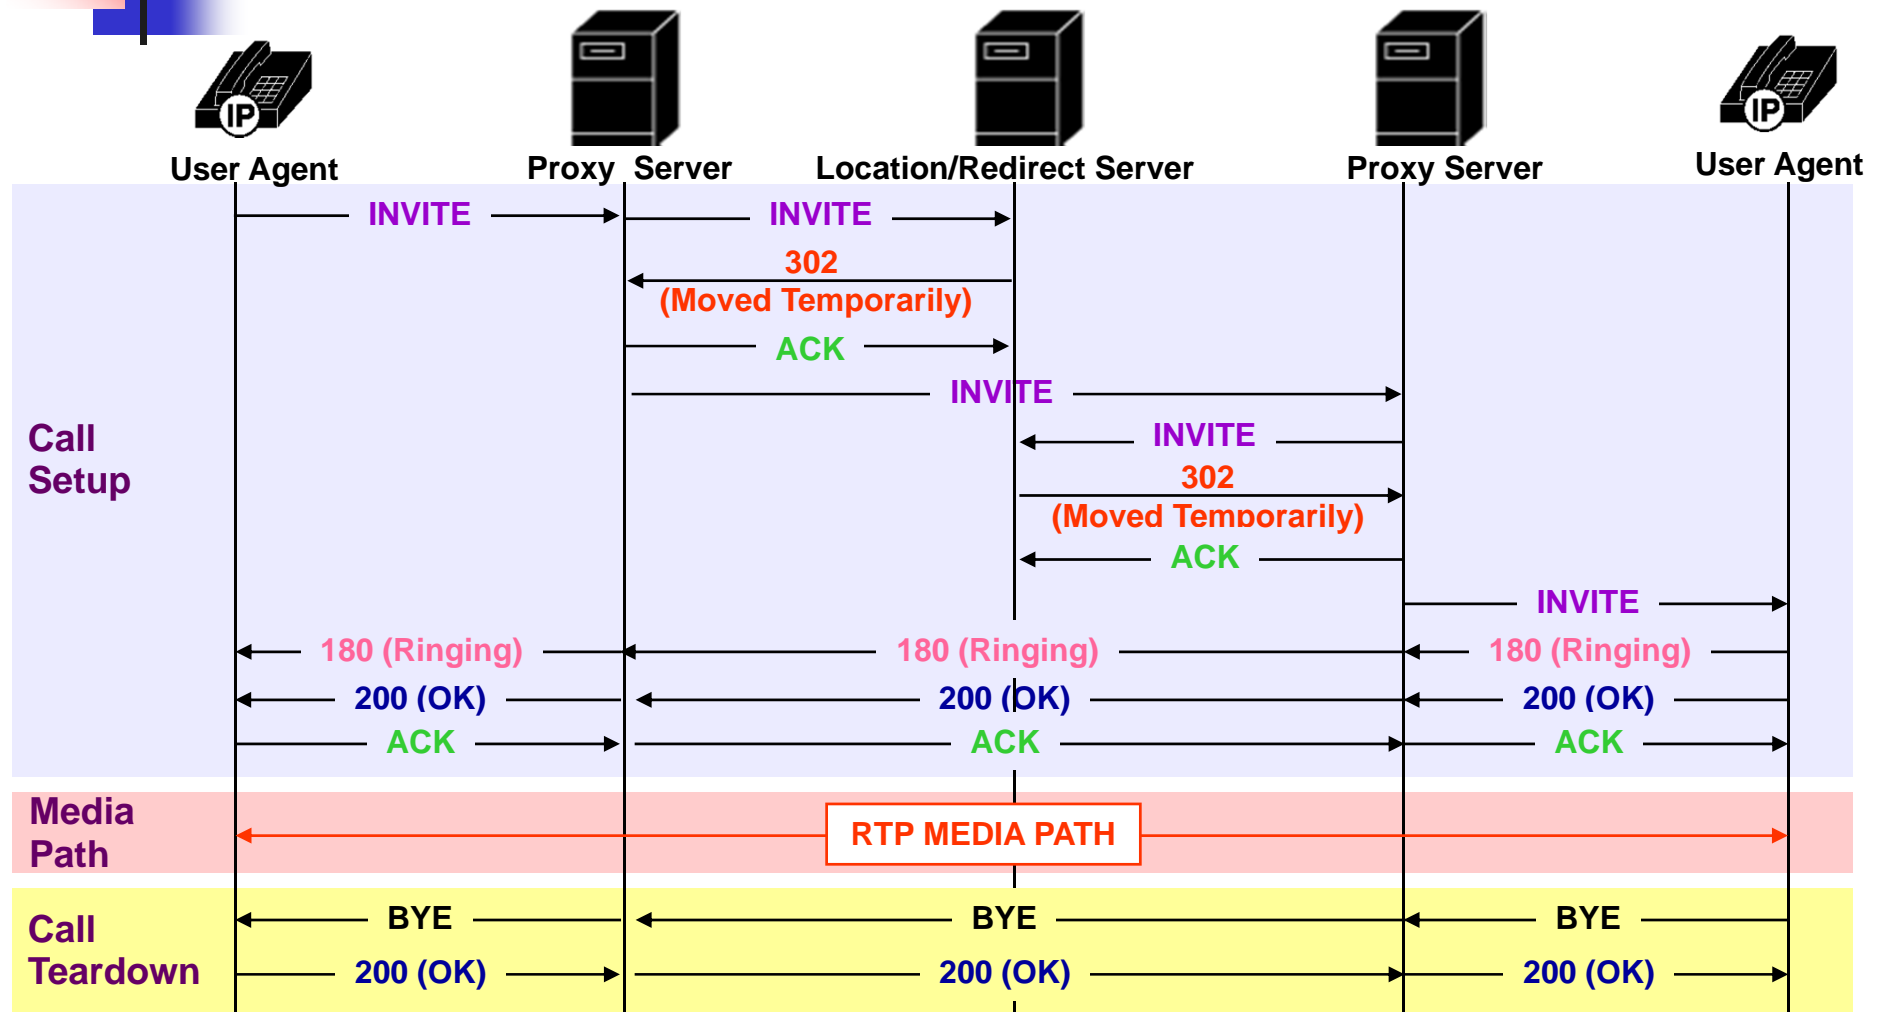 IP
IP
User Agent
Proxy Server
Location/Redirect Server
Proxy Server
User Agent
INVITE
INVITE
302
(Moved Temporarily)
ACK
INVITE
Call
Setup
INVITE
302
(Moved Temporarily)
ACK
INVITE
180 (Ringing)
180 (Ringing)
180 (Ringing)
200 (OK)
200 (OK)
200 (OK)
ACK
ACK
ACK
Media
Path
RTP MEDIA PATH
Call
Teardown
BYE
BYE
BYE
200 (OK)
200 (OK)
200 (OK)